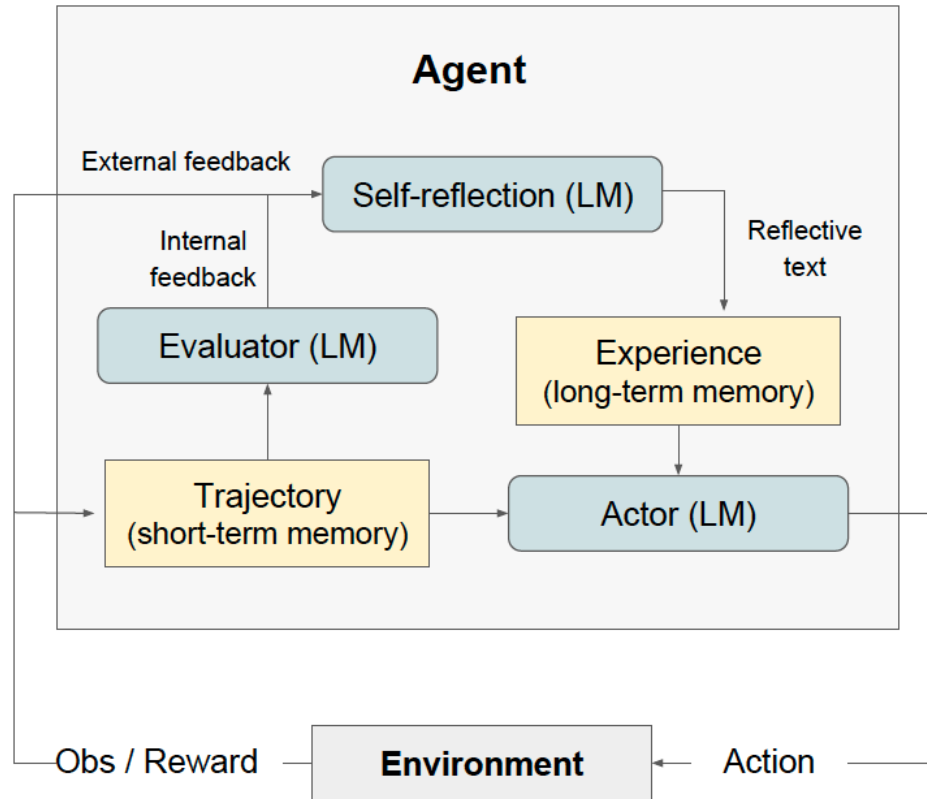 Agent
External feedback
Self-reflection (LM)
Internal
feedback
Reflective
text
Evaluator (LM)
Experience
(long-term memory)
Trajectory
(short-term memory)
Actor (LM)
Obs / Reward
Environment
Action